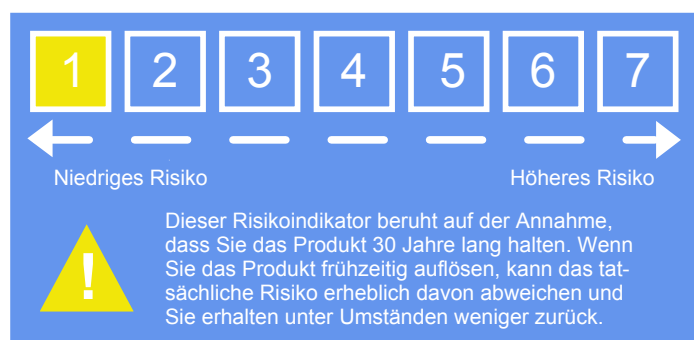 1 2 3 4 5 6 7
Niedriges Risiko Höheres Risiko
Dieser Risikoindikator beruht auf der Annahme,
dass Sie das Produkt 30 Jahre lang halten. Wenn
Sie das Produkt frühzeitig auflösen, kann das tat-
sächliche Risiko erheblich davon abweichen und
Sie erhalten unter Umständen weniger zurück.
!